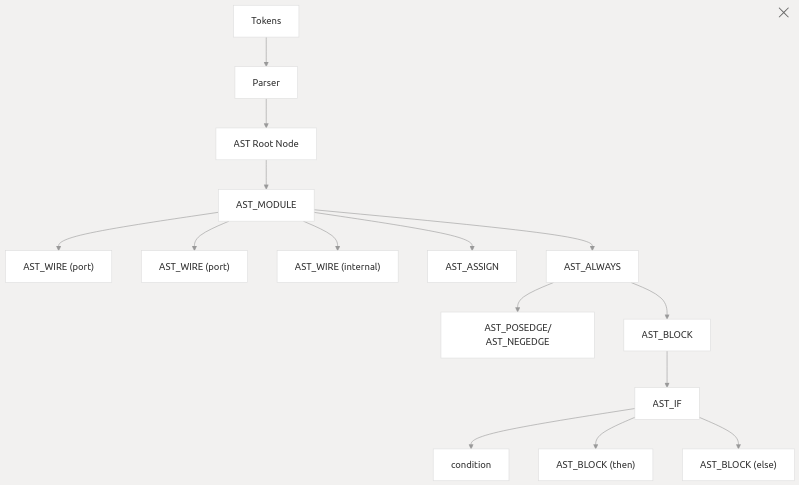 Tokens
Parser
AST Root Node
AST_MODULE
AST_WIRE (port)
AST_WIRE (port)
AST_WIRE (internal)
AST_ASSIGN
AST_ALWAYS
AST_POSEDGE/
AST_NEGEDGE
AST_BLOCK
AST_IF
condition
AST_BLOCK (then)
AST_BLOCK (else)